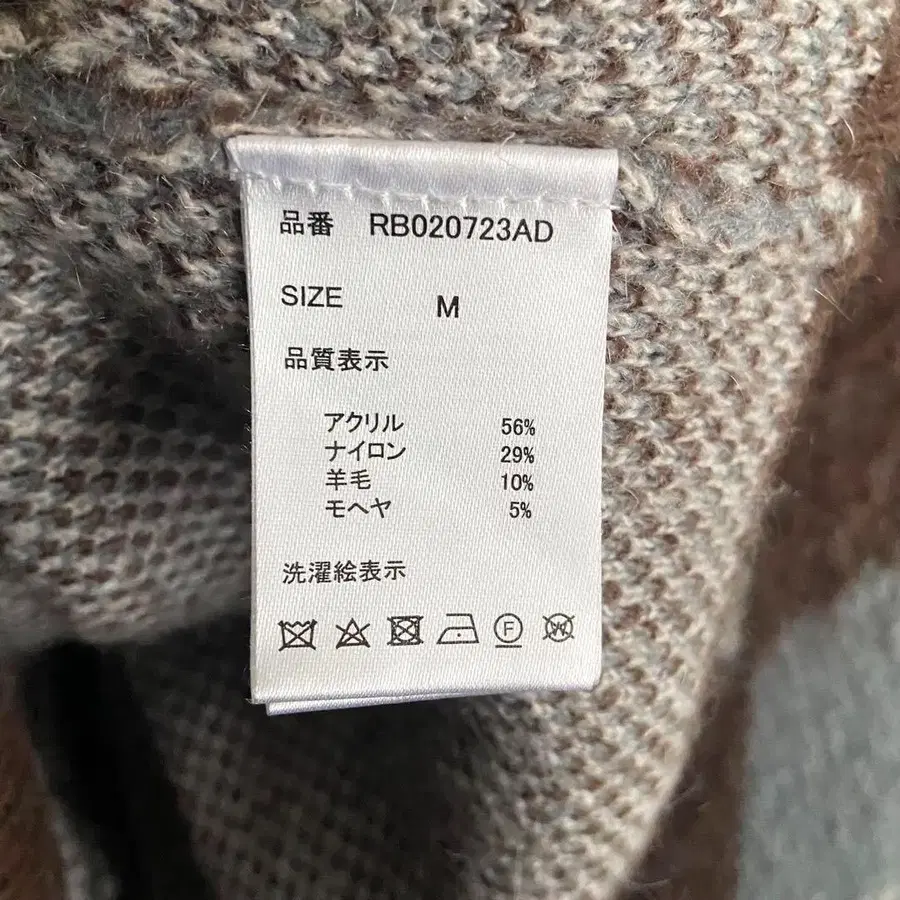 品番 RB020723AD
SIZE M
品質表示
アクリル 56%
ナイロン 29%
羊毛 10%
モヘヤ 5%
洗濯絵表示
F W